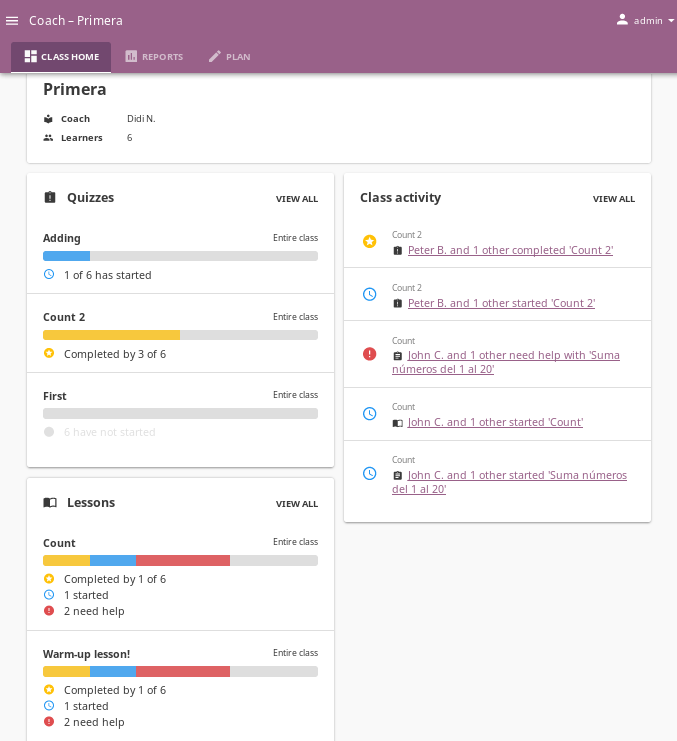 Coach – Primera
admin
CLASS HOME
REPORTS
PLAN
Primera
Coach Didi N.
Learners 6
Quizzes
VIEW ALL
Adding
Entire class
1 of 6 has started
Count 2
Entire class
Completed by 3 of 6
First
Entire class
6 have not started
Lessons
VIEW ALL
Count
Entire class
Completed by 1 of 6
1 started
2 need help
Warm-up lesson!
Entire class
Completed by 1 of 6
1 started
2 need help
Class activity
VIEW ALL
Count 2
Peter B. and 1 other completed 'Count 2'
Count 2
Peter B. and 1 other started 'Count 2'
Count
John C. and 1 other need help with 'Suma
números del 1 al 20'
Count
John C. and 1 other started 'Count'
Count
John C. and 1 other started 'Suma números
del 1 al 20'